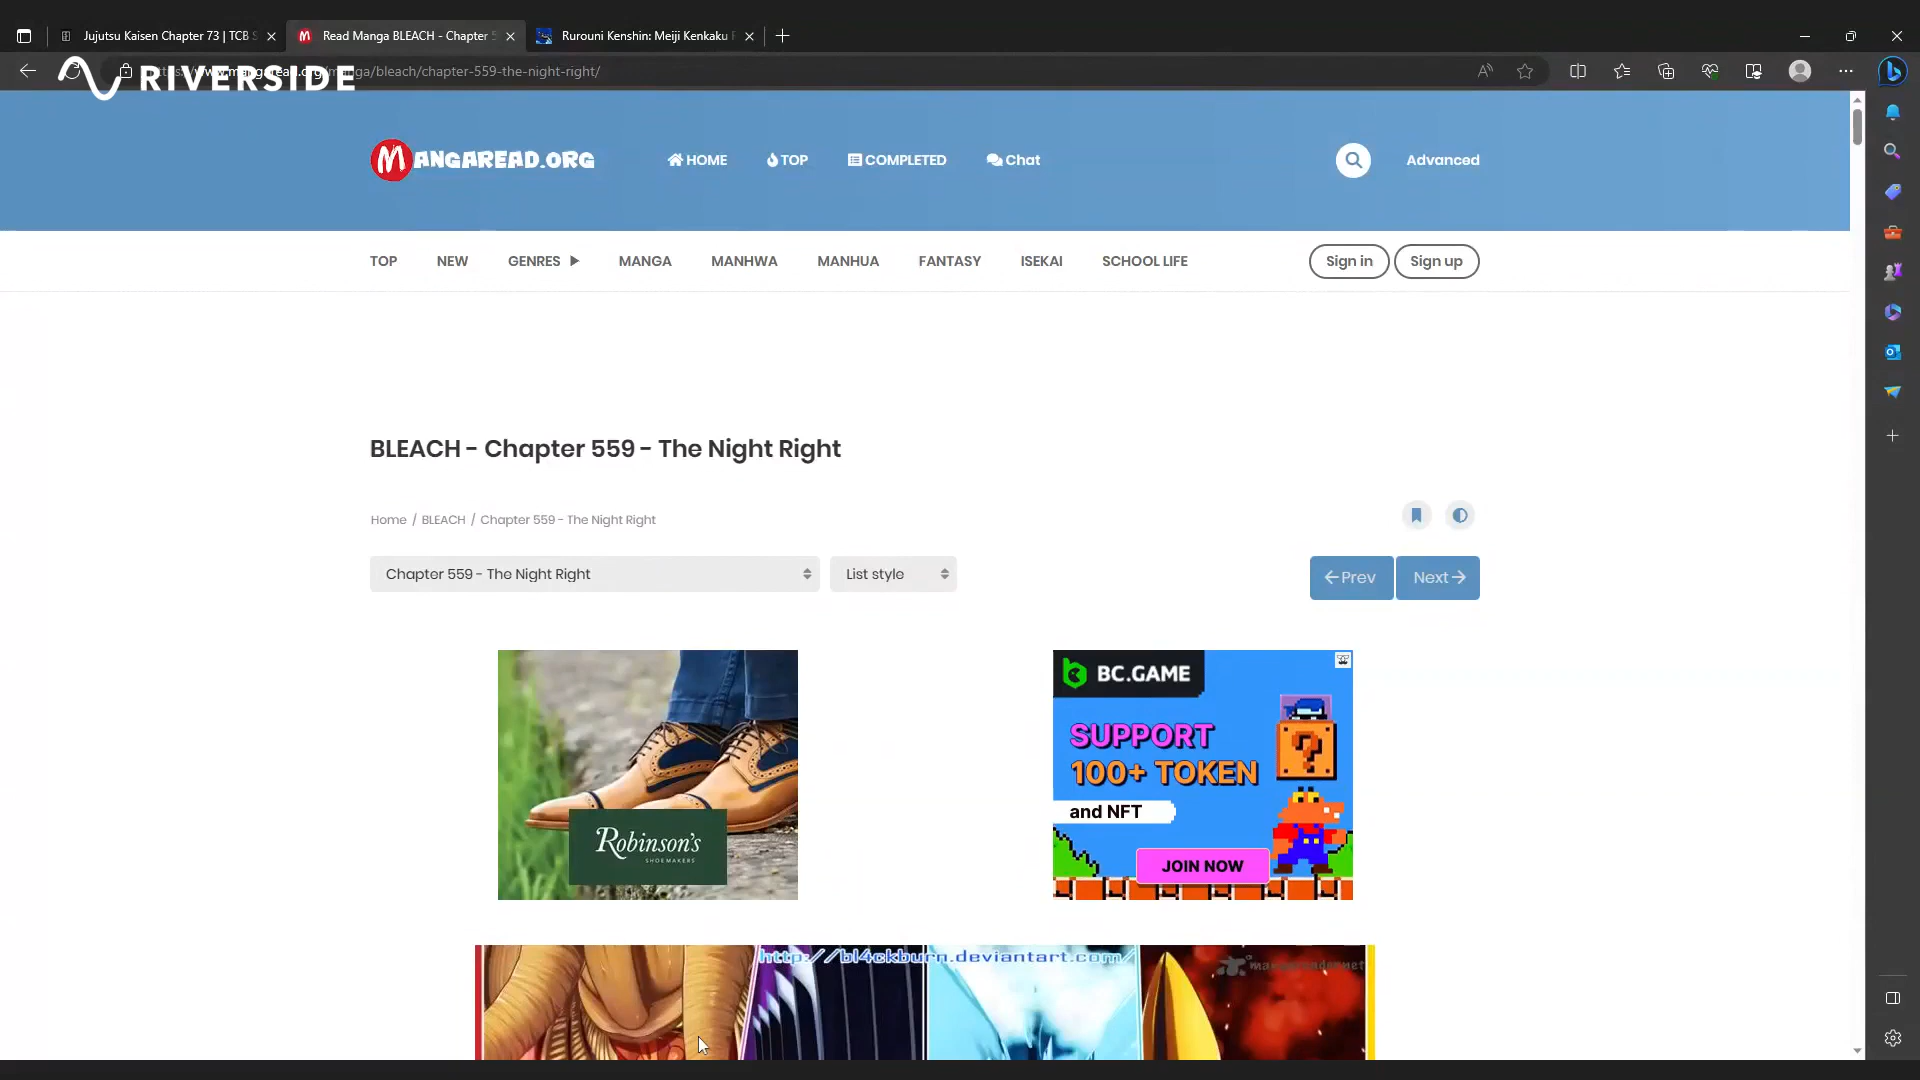 Jujutsu Kaisen Chapter 73 | TCB S
Read Manga BLEACH - Chapter 5
Rurouni Kenshin: Meiji Kenkaku R
RIVERSIDE
/bleach/chapter-559-the-night-right/
MANGAREAD.ORG
HOME
TOP
COMPLETED
Chat
Advanced
TOP
NEW
GENRES
MANGA
MANHWA
MANHUA
FANTASY
ISEKAI
SCHOOL LIFE
Sign in
Sign up
BLEACH - Chapter 559 - The Night Right
Home / BLEACH / Chapter 559 - The Night Right
Chapter 559 - The Night Right
List style
Prev
Next
Robinson's
SHOEMAKERS
BC.GAME
SUPPORT
100+ TOKEN
and NFT
JOIN NOW
http://bl4ckburn.deviantart.com/